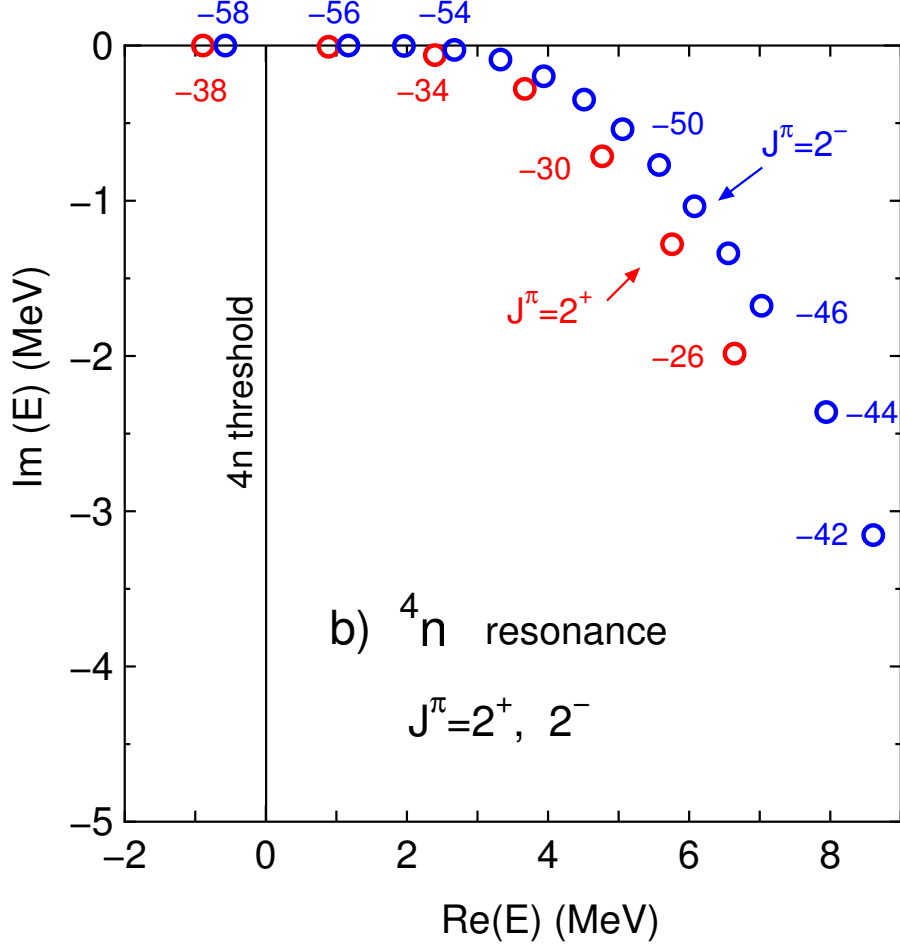 −58 −56 −54
0
−38 −34
−50
J^π=2^−
−30
−1
J^π=2^+
−46
−26
−2
−44
4n threshold
Im (E) (MeV)
−3
−42
b) ^4n resonance
−4
J^π=2^+, 2^−
−5
−2 0 2 4 6 8
Re(E) (MeV)